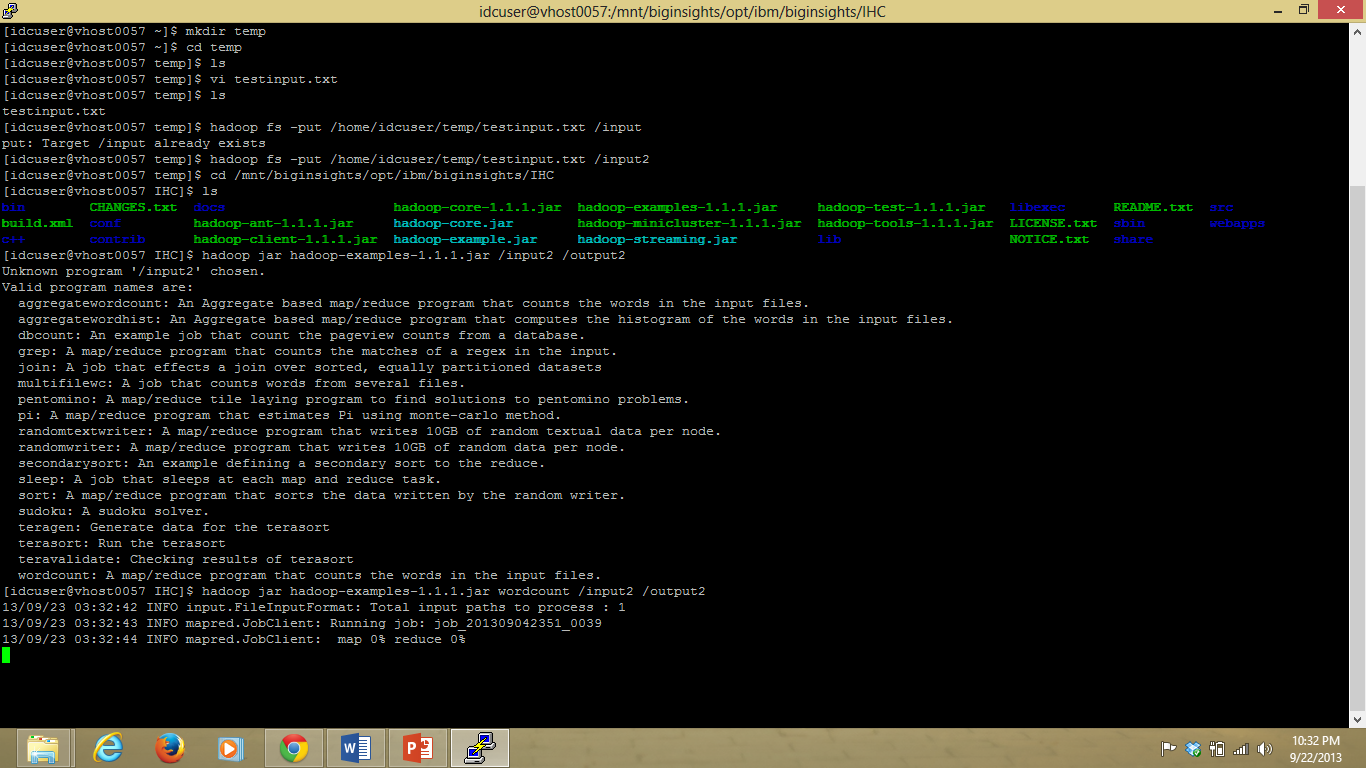 idcuser@vhost0057:/mnt/biginsights/opt/ibm/biginsights/IHC
[idcuser@vhost0057 ~]$ mkdir temp
[idcuser@vhost0057 ~]$ cd temp
[idcuser@vhost0057 temp]$ ls
[idcuser@vhost0057 temp]$ vi testinput.txt
[idcuser@vhost0057 temp]$ ls
testinput.txt
[idcuser@vhost0057 temp]$ hadoop fs -put /home/idcuser/temp/testinput.txt /input
put: Target /input already exists
[idcuser@vhost0057 temp]$ hadoop fs -put /home/idcuser/temp/testinput.txt /input2
[idcuser@vhost0057 temp]$ cd /mnt/biginsights/opt/ibm/biginsights/IHC
[idcuser@vhost0057 IHC]$ ls
bin CHANGES.txt docs hadoop-core-1.1.1.jar hadoop-examples-1.1.1.jar hadoop-test-1.1.1.jar libexec README.txt src
build.xml conf hadoop-ant-1.1.1.jar hadoop-core.jar hadoop-minicluster-1.1.1.jar hadoop-tools-1.1.1.jar LICENSE.txt sbin webapps
c++ contrib hadoop-client-1.1.1.jar hadoop-example.jar hadoop-streaming.jar lib NOTICE.txt share
[idcuser@vhost0057 IHC]$ hadoop jar hadoop-examples-1.1.1.jar /input2 /output2
Unknown program '/input2' chosen.
Valid program names are:
aggregatewordcount: An Aggregate based map/reduce program that counts the words in the input files.
aggregatewordhist: An Aggregate based map/reduce program that computes the histogram of the words in the input files.
dbcount: An example job that count the pageview counts from a database.
grep: A map/reduce program that counts the matches of a regex in the input.
join: A job that effects a join over sorted, equally partitioned datasets
multifilewc: A job that counts words from several files.
pentomino: A map/reduce tile laying program to find solutions to pentomino problems.
pi: A map/reduce program that estimates Pi using monte-carlo method.
randomtextwriter: A map/reduce program that writes 10GB of random textual data per node.
randomwriter: A map/reduce program that writes 10GB of random data per node.
secondarysort: An example defining a secondary sort to the reduce.
sleep: A job that sleeps at each map and reduce task.
sort: A map/reduce program that sorts the data written by the random writer.
sudoku: A sudoku solver.
teragen: Generate data for the terasort
terasort: Run the terasort
teravalidate: Checking results of terasort
wordcount: A map/reduce program that counts the words in the input files.
[idcuser@vhost0057 IHC]$ hadoop jar hadoop-examples-1.1.1.jar wordcount /input2 /output2
13/09/23 03:32:42 INFO input.FileInputFormat: Total input paths to process : 1
13/09/23 03:32:43 INFO mapred.JobClient: Running job: job_201309042351_0039
13/09/23 03:32:44 INFO mapred.JobClient:  map 0% reduce 0%
10:32 PM
9/22/2013